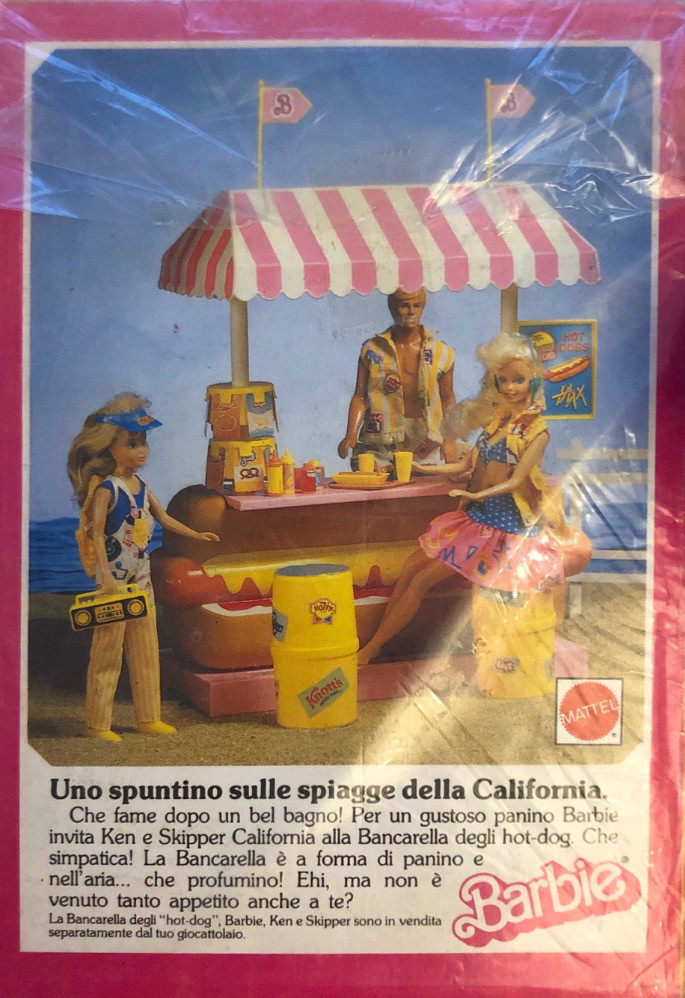 B
B
HOT
DOGS
MAX
HOT!!
Knott's
MATTEL
Uno spuntino sulle spiagge della California.
Che fame dopo un bel bagno! Per un gustoso panino Barbie
invita Ken e Skipper California alla Bancarella degli hot-dog. Che
simpatica! La Bancarella è a forma di panino e
nell'aria... che profumino! Ehi, ma non è
venuto tanto appetito anche a te?
La Bancarella degli "hot-dog", Barbie, Ken e Skipper sono in vendita
separatamente dal tuo giocattolaio.
Barbie®